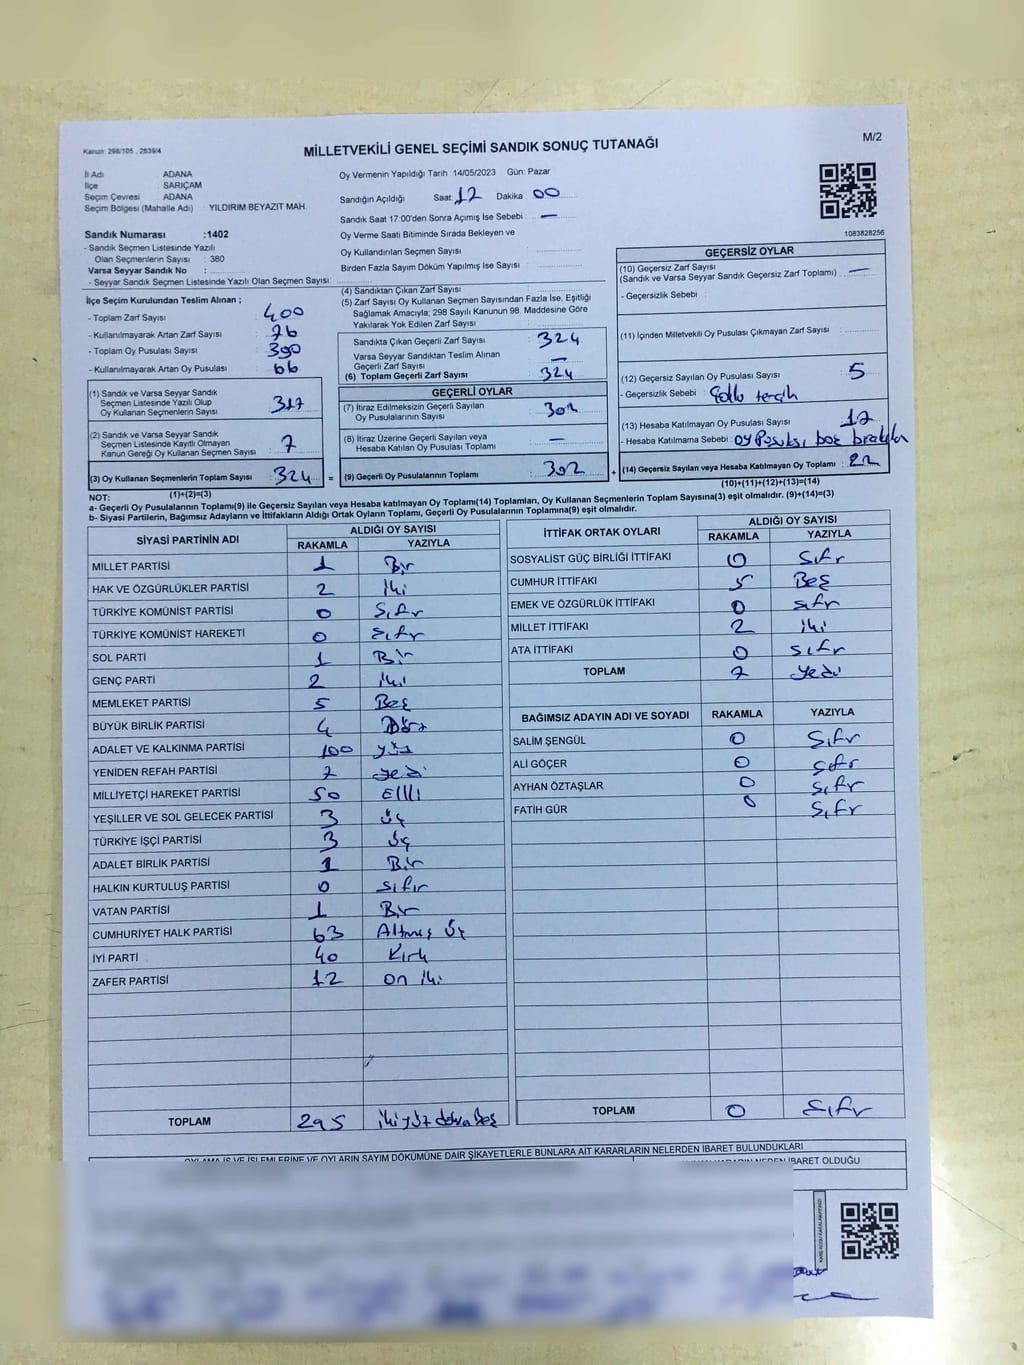 M/2
Kanun: 298/105 , 2839/4
MİLLETVEKİLİ GENEL SEÇİMİ SANDIK SONUÇ TUTANAĞI
İl Adı ADANA
İlçe SARIÇAM
Seçim Çevresi ADANA
Seçim Bölgesi (Mahalle Adı) YILDIRIM BEYAZIT MAH.
Sandık Numarası :1402
- Sandık Seçmen Listesinde Yazılı
Olan Seçmenlerin Sayısı : 380
Varsa Seyyar Sandık No :
- Seyyar Sandık Seçmen Listesinde Yazılı Olan Seçmen Sayısı:
Oy Vermenin Yapıldığı Tarih 14/05/2023 Gün: Pazar
Sandığın Açıldığı Saat 17 Dakika 00
Sandık Saat 17:00'den Sonra Açımış İse Sebebi : —
Oy Verme Saati Bitiminde Sırada Bekleyen ve
Oy Kullandırılan Seçmen Sayısı
Birden Fazla Sayım Döküm Yapılmış İse Sayısı
1083828256
İlçe Seçim Kurulundan Teslim Alınan ;
- Toplam Zarf Sayısı : 400
- Kullanılmayarak Artan Zarf Sayısı : 76
- Toplam Oy Pusulası Sayısı : 390
- Kullanılmayarak Artan Oy Pusulası : 66
(1) Sandık ve Varsa Seyyar Sandık
Seçmen Listesinde Yazılı Olup
Oy Kullanan Seçmenlerin Sayısı : 317
(2) Sandık ve Varsa Seyyar Sandık
Seçmen Listesinde Kayıtlı Olmayan
Kanun Gereği Oy Kullanan Seçmen Sayısı : 7
(3) Oy Kullanan Seçmenlerin Toplam Sayısı : 324
(4) Sandıktan Çıkan Zarf Sayısı
(5) Zarf Sayısı Oy Kullanan Seçmen Sayısından Fazla İse, Eşitliği
Sağlamak Amacıyla; 298 Sayılı Kanunun 98. Maddesine Göre
Yakılarak Yok Edilen Zarf Sayısı :
Sandıkta Çıkan Geçerli Zarf Sayısı : 324
Varsa Seyyar Sandıktan Teslim Alınan
Geçerli Zarf Sayısı : —
(6) Toplam Geçerli Zarf Sayısı : 324
GEÇERLİ OYLAR
(7) İtiraz Edilmeksizin Geçerli Sayılan
Oy Pusulalarının Sayısı : 302
(8) İtiraz Üzerine Geçerli Sayılan veya
Hesaba Katılan Oy Pusulası Sayısı : —
= (9) Geçerli Oy Pusulalarının Toplamı : 302 +
GEÇERSİZ OYLAR
(10) Geçersiz Zarf Sayısı
(Sandık ve Varsa Seyyar Sandık Geçersiz Zarf Toplamı) : —
- Geçersizlik Sebebi :
(11) İçinden Milletvekili Oy Pusulası Çıkmayan Zarf Sayısı :
(12) Geçersiz Sayılan Oy Pusulası Sayısı : 5
- Geçersizlik Sebebi : Çoklu tercih
(13) Hesaba Katılmayan Oy Pusulası Sayısı : 17
- Hesaba Katılmama Sebebi :
(14) Geçersiz Sayılan veya Hesaba Katılmayan Oy Toplamı : 22
(10)+(11)+(12)+(13)=(14)
(1)+(2)=(3)
NOT:
a- Geçerli Oy Pusulalarının Toplamı(9) ile Geçersiz Sayılan veya Hesaba katılmayan Oy Toplamı(14) Toplamları, Oy Kullanan Seçmenlerin Toplam Sayısına(3) eşit olmalıdır. (9)+(14)=(3)
b- Siyasi Partilerin, Bağımsız Adayların ve İttifakların Aldığı Ortak Oyların Toplamı, Geçerli Oy Pusulalarının Toplamına(9) eşit olmalıdır.
SİYASİ PARTİNİN ADI ALDIĞI OY SAYISI
RAKAMLA YAZIYLA
MİLLET PARTİSİ 1 Bir
HAK VE ÖZGÜRLÜKLER PARTİSİ 2 iki
TÜRKİYE KOMÜNİST PARTİSİ 0 Sıfır
TÜRKİYE KOMÜNİST HAREKETİ 0 Sıfır
SOL PARTİ 1 Bir
GENÇ PARTİ 2 iki
MEMLEKET PARTİSİ 5 Beş
BÜYÜK BİRLİK PARTİSİ 4 Dört
ADALET VE KALKINMA PARTİSİ 100 yüz
YENİDEN REFAH PARTİSİ 7 yedi
MİLLİYETÇİ HAREKET PARTİSİ 50 Elli
YEŞİLLER VE SOL GELECEK PARTİSİ 3 üç
TÜRKİYE İŞÇİ PARTİSİ 3 üç
ADALET BİRLİK PARTİSİ 1 Bir
HALKIN KURTULUŞ PARTİSİ 0 sıfır
VATAN PARTİSİ 1 Bir
CUMHURİYET HALK PARTİSİ 63 Altmış üç
İYİ PARTİ 40 Kırk
ZAFER PARTİSİ 12 on iki
TOPLAM 295
İTTİFAK ORTAK OYLARI ALDIĞI OY SAYISI
RAKAMLA YAZIYLA
SOSYALİST GÜÇ BİRLİĞİ İTTİFAKI 0 Sıfır
CUMHUR İTTİFAKI 5 Beş
EMEK VE ÖZGÜRLÜK İTTİFAKI 0 sıfır
MİLLET İTTİFAKI 2 iki
ATA İTTİFAKI 0 sıfır
TOPLAM 7 yedi
BAĞIMSIZ ADAYIN ADI VE SOYADI RAKAMLA YAZIYLA
SALİM ŞENGÜL 0 Sıfır
ALİ GÖÇER 0 Sıfır
AYHAN ÖZTAŞLAR 0 Sıfır
FATİH GÜR 0 Sıfır
TOPLAM 0 Sıfır
OYLAMA İŞ VE İŞLEMLERİNE VE OYLARIN SAYIM DÖKÜMÜNE DAİR ŞİKAYETLERLE BUNLARA AİT KARARLARIN NELERDEN İBARET BULUNDUKLARI
İBARET OLDUĞU